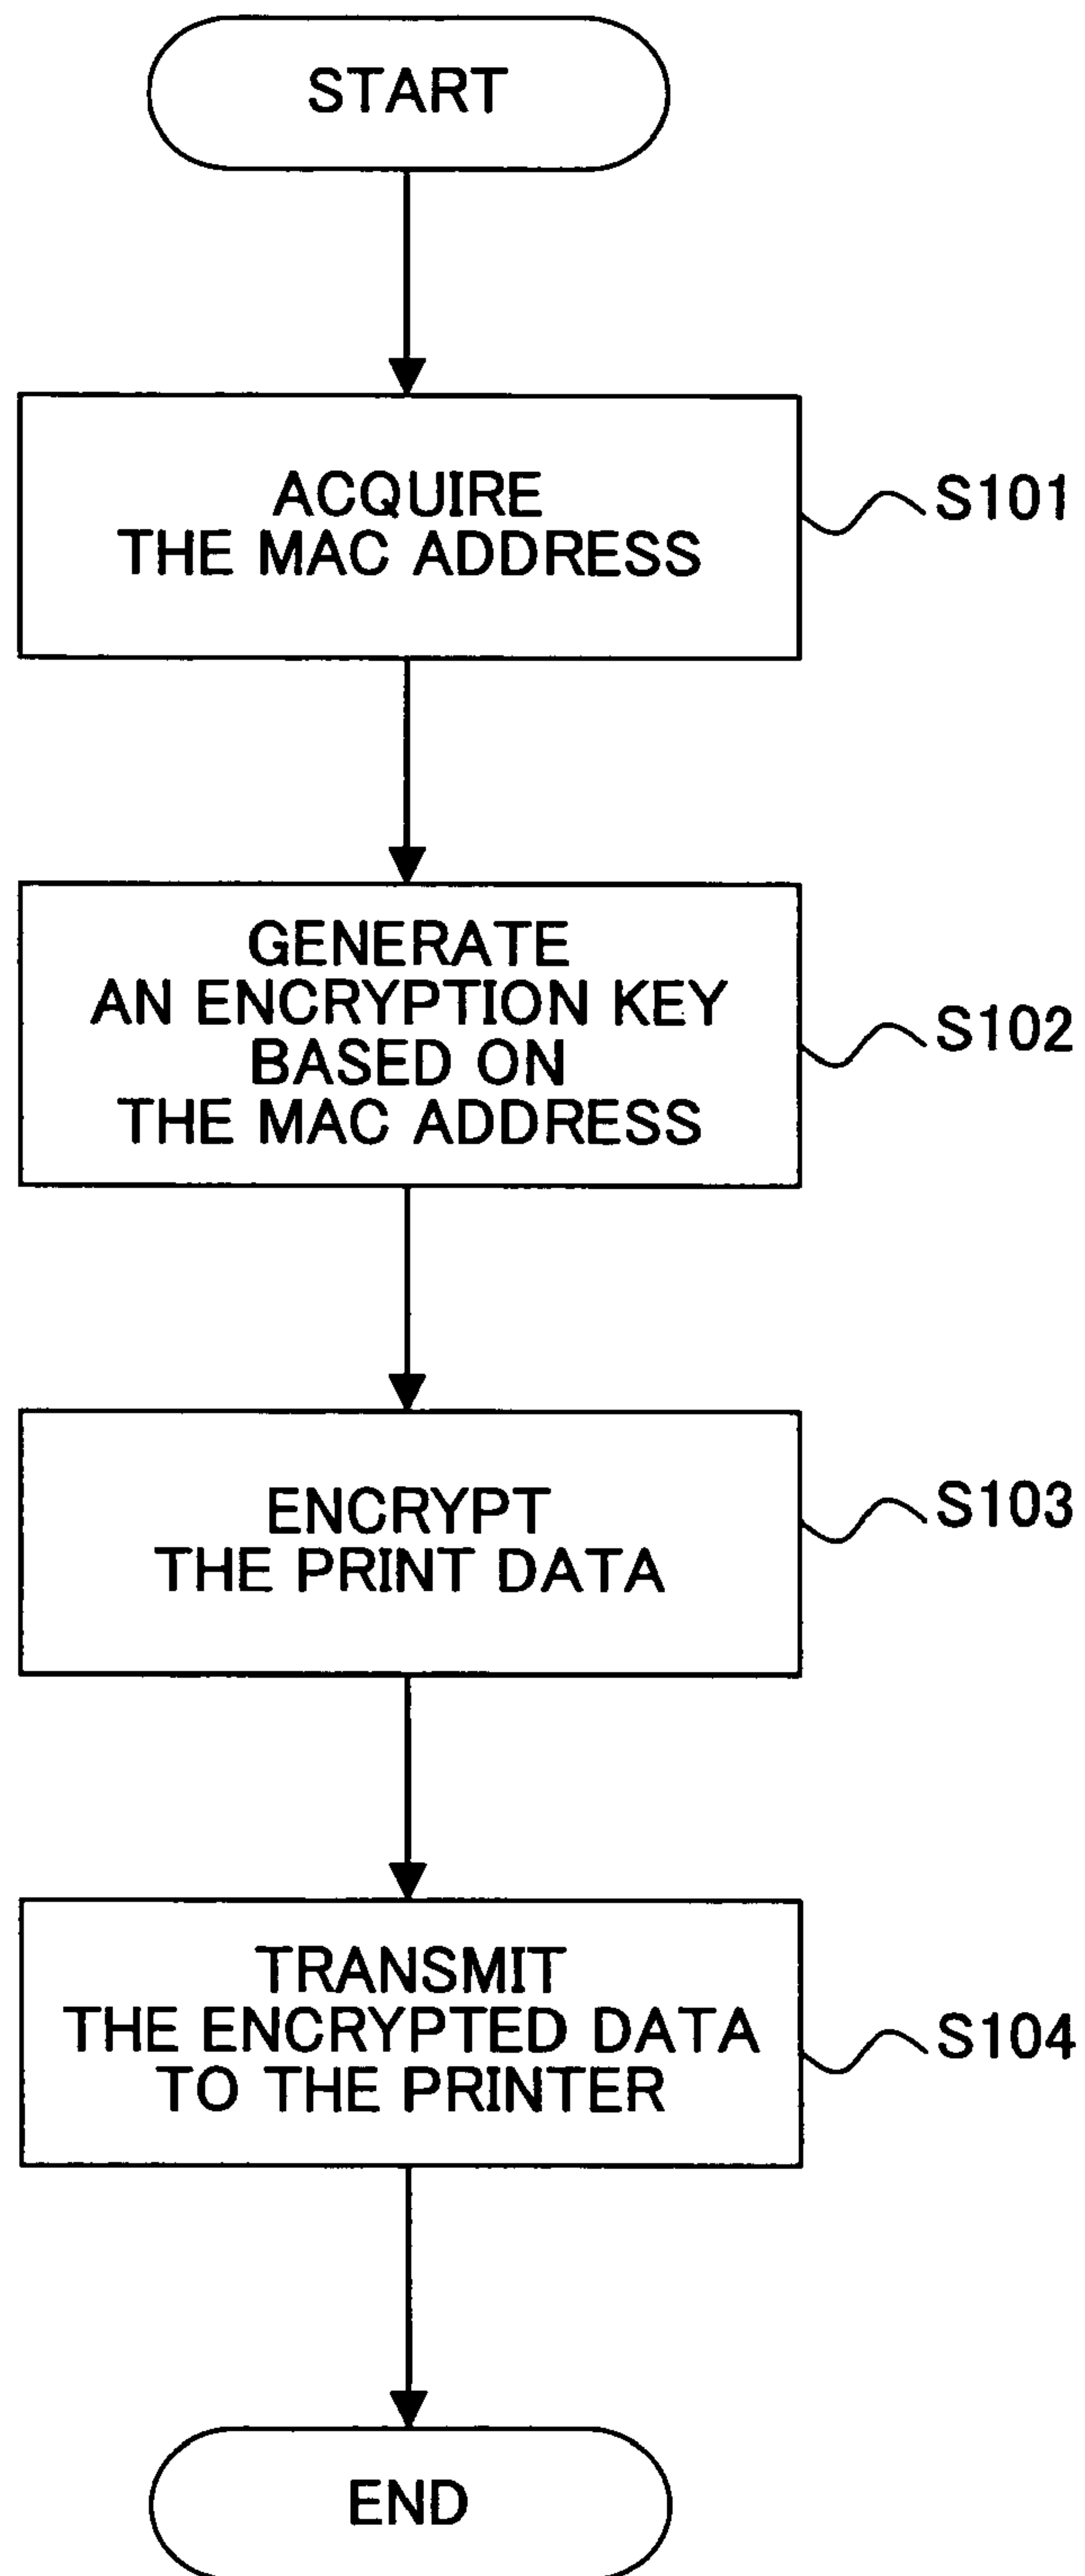 START
ACQUIRE
THE MAC ADDRESS
S101
GENERATE
AN ENCRYPTION KEY
BASED ON
THE MAC ADDRESS
S102
ENCRYPT
THE PRINT DATA
S103
TRANSMIT
THE ENCRYPTED DATA
TO THE PRINTER
S104
END